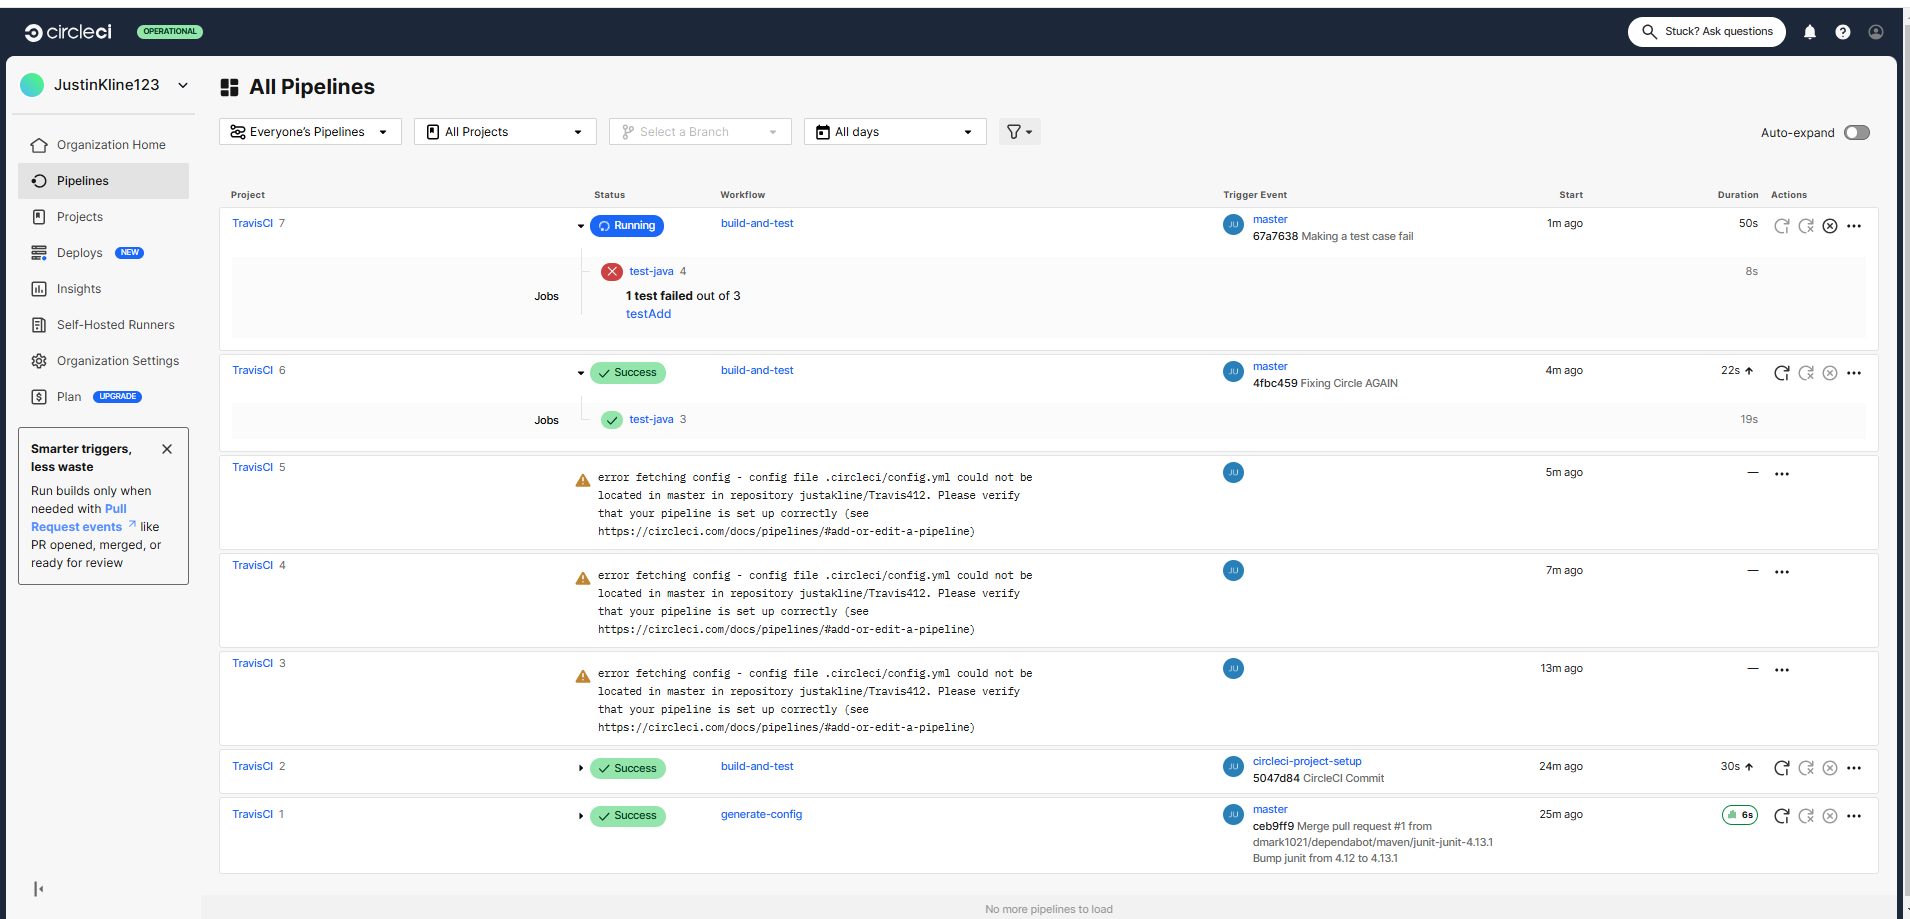 circleci OPERATIONAL Stuck? Ask questions
JustinKline123
All Pipelines
Everyone's Pipelines All Projects Select a Branch All days Auto-expand
Organization Home
Pipelines
Projects
Deploys NEW
Insights
Self-Hosted Runners
Organization Settings
Plan UPGRADE
Smarter triggers,
less waste
Run builds only when
needed with Pull
Request events like
PR opened, merged, or
ready for review
Project Status Workflow Trigger Event Start Duration Actions
TravisCI 7 Running build-and-test JU master 1m ago 50s
67a7638 Making a test case fail
test-java 4 8s
Jobs 1 test failed out of 3
testAdd
TravisCI 6 Success build-and-test JU master 4m ago 22s
4fbc459 Fixing Circle AGAIN
Jobs test-java 3 19s
TravisCI 5 JU 5m ago —
error fetching config - config file .circleci/config.yml could not be
located in master in repository justakline/Travis412. Please verify
that your pipeline is set up correctly (see
https://circleci.com/docs/pipelines/#add-or-edit-a-pipeline)
TravisCI 4 JU 7m ago —
error fetching config - config file .circleci/config.yml could not be
located in master in repository justakline/Travis412. Please verify
that your pipeline is set up correctly (see
https://circleci.com/docs/pipelines/#add-or-edit-a-pipeline)
TravisCI 3 JU 13m ago —
error fetching config - config file .circleci/config.yml could not be
located in master in repository justakline/Travis412. Please verify
that your pipeline is set up correctly (see
https://circleci.com/docs/pipelines/#add-or-edit-a-pipeline)
TravisCI 2 Success build-and-test JU circleci-project-setup 24m ago 30s
5047d84 CircleCI Commit
TravisCI 1 Success generate-config JU master 25m ago 6s
ceb9ff9 Merge pull request #1 from
dmark1021/dependabot/maven/junit-junit-4.13.1
Bump junit from 4.12 to 4.13.1
No more pipelines to load